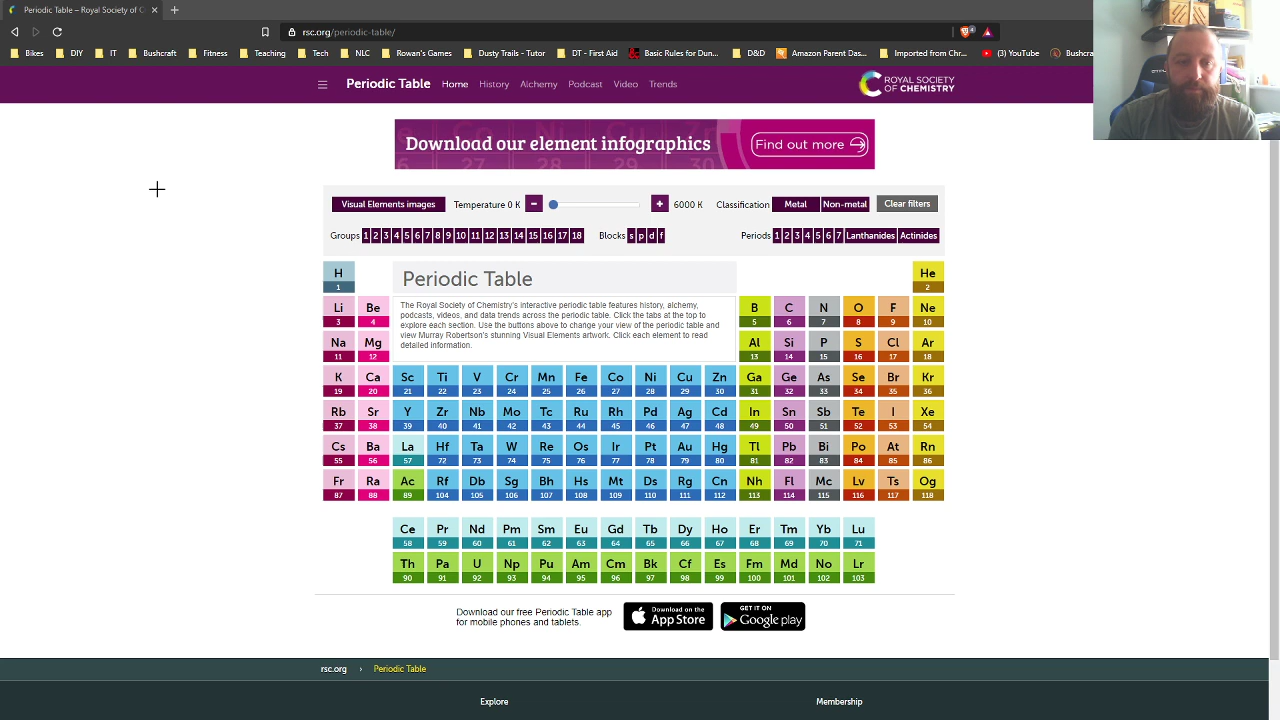 Periodic Table – Royal Society of C
rsc.org/periodic-table/
4
Bikes DIY IT Bushcraft Fitness Teaching Tech NLC Rowan's Games Dusty Trails - Tutor DT - First Aid Basic Rules for Dun... D&D Amazon Parent Das... Imported from Chr... (3) YouTube Bushcra
Periodic Table Home History Alchemy Podcast Video Trends
ROYAL SOCIETY
OF CHEMISTRY
Download our element infographics Find out more
Visual Elements images Temperature 0 K − + 6000 K Classification Metal Non-metal Clear filters
Groups 1 2 3 4 5 6 7 8 9 10 11 12 13 14 15 16 17 18 Blocks s p d f Periods 1 2 3 4 5 6 7 Lanthanides Actinides
H He
1 2
Periodic Table
The Royal Society of Chemistry's interactive periodic table features history, alchemy,
podcasts, videos, and data trends across the periodic table. Click the tabs at the top to
explore each section. Use the buttons above to change your view of the periodic table and
view Murray Robertson's stunning Visual Elements artwork. Click each element to read
detailed information.
Li Be B C N O F Ne
3 4 5 6 7 8 9 10
Na Mg Al Si P S Cl Ar
11 12 13 14 15 16 17 18
K Ca Sc Ti V Cr Mn Fe Co Ni Cu Zn Ga Ge As Se Br Kr
19 20 21 22 23 24 25 26 27 28 29 30 31 32 33 34 35 36
Rb Sr Y Zr Nb Mo Tc Ru Rh Pd Ag Cd In Sn Sb Te I Xe
37 38 39 40 41 42 43 44 45 46 47 48 49 50 51 52 53 54
Cs Ba La Hf Ta W Re Os Ir Pt Au Hg Tl Pb Bi Po At Rn
55 56 57 72 73 74 75 76 77 78 79 80 81 82 83 84 85 86
Fr Ra Ac Rf Db Sg Bh Hs Mt Ds Rg Cn Nh Fl Mc Lv Ts Og
87 88 89 104 105 106 107 108 109 110 111 112 113 114 115 116 117 118
Ce Pr Nd Pm Sm Eu Gd Tb Dy Ho Er Tm Yb Lu
58 59 60 61 62 63 64 65 66 67 68 69 70 71
Th Pa U Np Pu Am Cm Bk Cf Es Fm Md No Lr
90 91 92 93 94 95 96 97 98 99 100 101 102 103
Download our free Periodic Table app
for mobile phones and tablets.
Download on the
App Store
GET IT ON
Google play
rsc.org › Periodic Table
Explore Membership